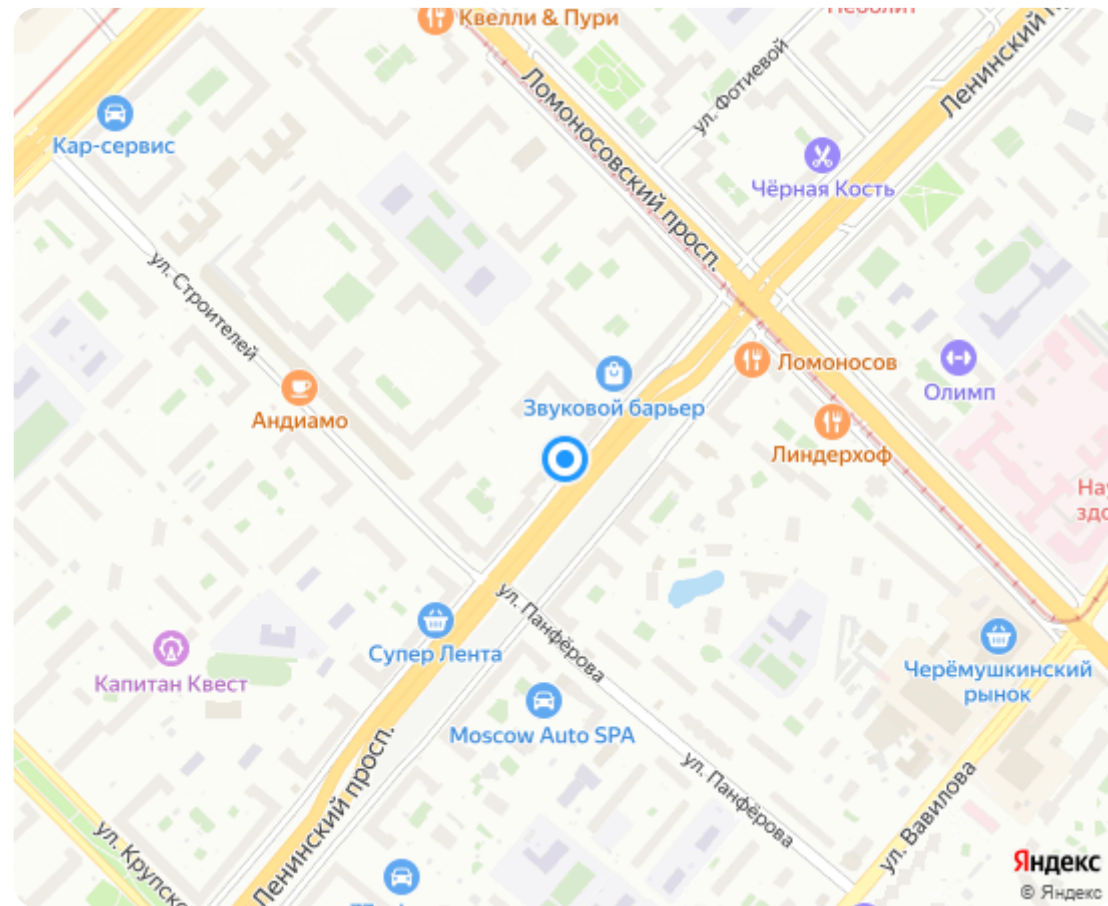 Квелли & Пури
Ленинский
Ломоносовский просп.
ул. Фотиевой
Кар-сервис
Чёрная Кость
ул. Строителей
Ломоносов
Олимп
Звуковой барьер
Андиамо
Линдерхоф
ул. Панфёрова
Супер Лента
Капитан Квест
Черёмушкинский
рынок
Moscow Auto SPA
Ленинский просп.
ул. Панфёрова
ул. Вавилова
ул. Крупско
Яндекс
© Яндекс